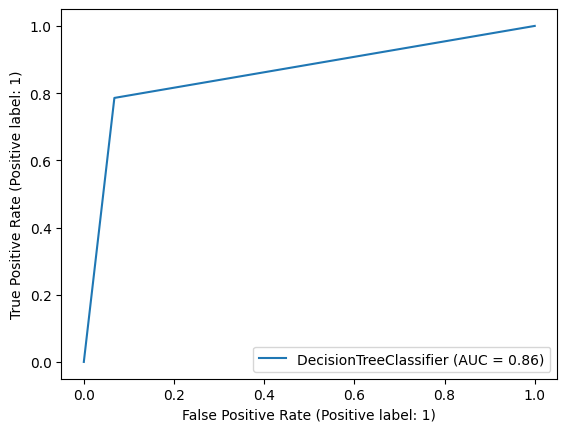 True Positive Rate (Positive label: 1)
1.0
0.8
0.6
0.4
0.2
0.0
DecisionTreeClassifier (AUC = 0.86)
0.0 0.2 0.4 0.6 0.8 1.0
False Positive Rate (Positive label: 1)